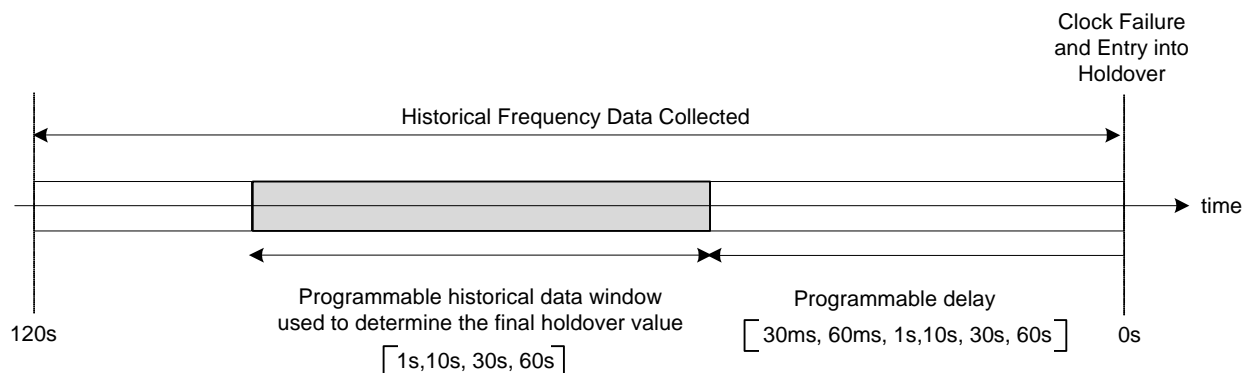 Clock Failure
and Entry into
Holdover
Historical Frequency Data Collected
time
Programmable historical data window
used to determine the final holdover value
[1s,10s, 30s, 60s]
Programmable delay
[30ms, 60ms, 1s,10s, 30s, 60s]
120s
0s